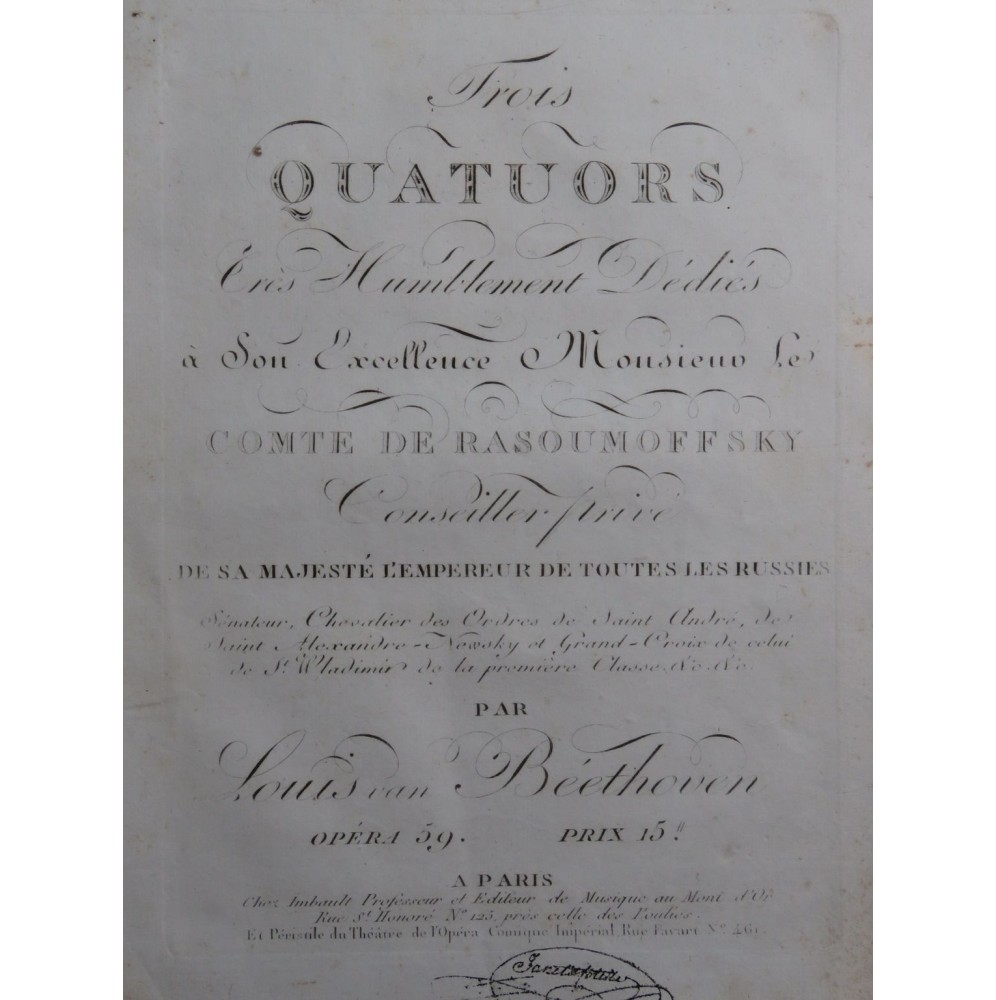 Trois
QUATUORS
très Humblement Dédiés
à Son Excellence Monsieur Le
COMTE DE RASOUMOFFSKY
Conseiller privé
DE SA MAJESTÉ L'EMPEREUR DE TOUTES LES RUSSIES
Sénateur, Chevalier des Ordres de Saint André, de
Saint Alexandre-Newsky et Grand-Croix de celui
de St. Wladimir de la première Classe &c. &c.
PAR
Louis van Béethoven
OPÉRA 59. PRIX 15.lt
A PARIS
Chez Imbault Professeur et Editeur de Musique au Mont d'Or
Rue St. Honoré No. 125. près celle des Poulies.
Et Péristile du Théâtre de l'Opéra Comique Impérial, Rue Favart No. 461.